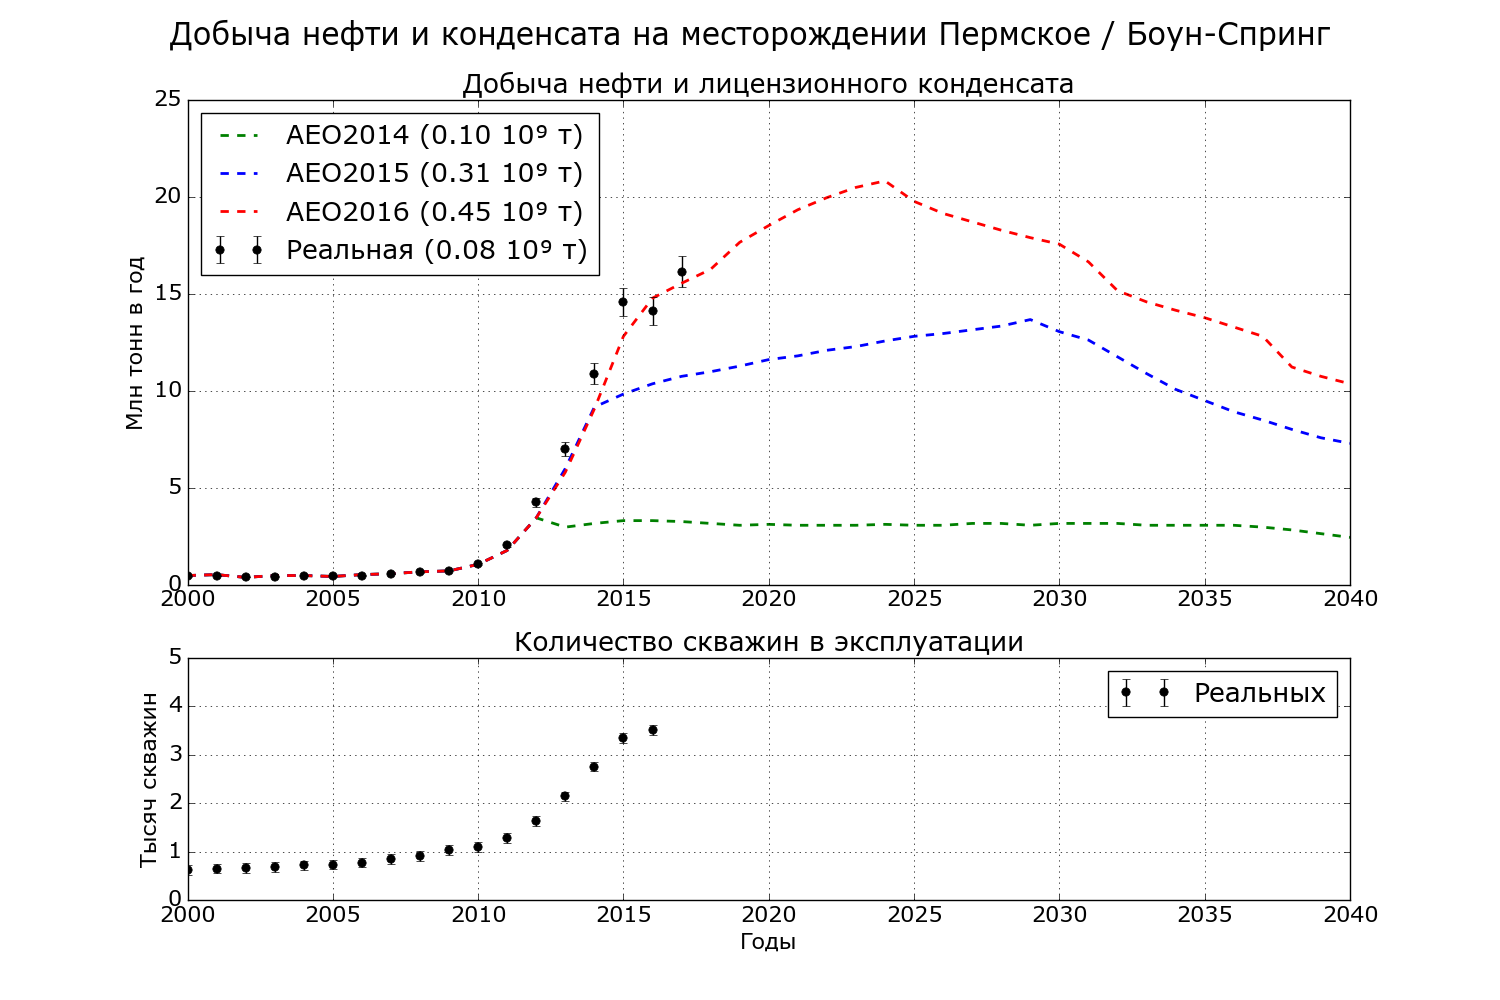 Добыча нефти и конденсата на месторождении Пермское / Боун-Спринг
Добыча нефти и лицензионного конденсата
25
20
15
10
5
0
Млн тонн в год
AEO2014 (0.10 10⁹ т)
AEO2015 (0.31 10⁹ т)
AEO2016 (0.45 10⁹ т)
Реальная (0.08 10⁹ т)
2000 2005 2010 2015 2020 2025 2030 2035 2040
Количество скважин в эксплуатации
5
4
3
2
1
0
Тысяч скважин
Реальных
2000 2005 2010 2015 2020 2025 2030 2035 2040
Годы